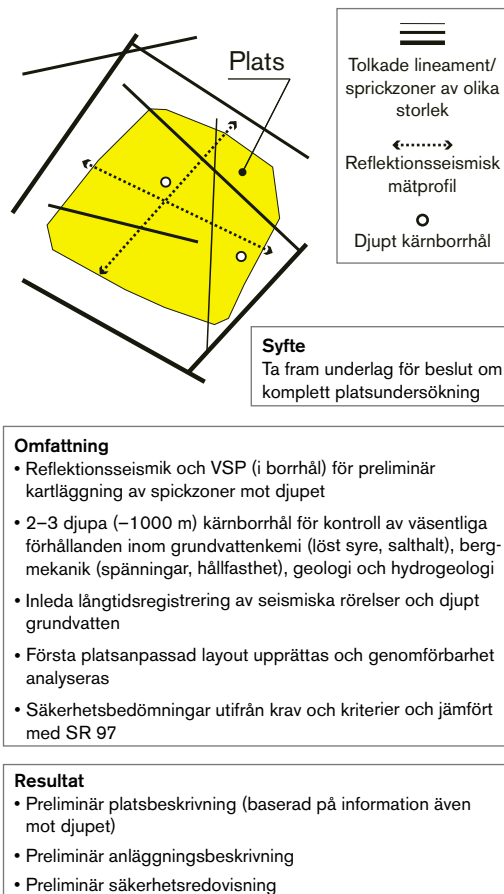 Plats
Tolkade lineament/
sprickzoner av olika
storlek
Reflektionsseismisk
mätprofil
Djupt kärnborrhål
Syfte
Ta fram underlag för beslut om
komplett platsundersökning
Omfattning
• Reflektionsseismik och VSP (i borrhål) för preliminär
kartläggning av spickzoner mot djupet
• 2–3 djupa (–1000 m) kärnborrhål för kontroll av väsentliga
förhållanden inom grundvattenkemi (löst syre, salthalt), berg-
mekanik (spänningar, hållfasthet), geologi och hydrogeologi
• Inleda långtidsregistrering av seismiska rörelser och djupt
grundvatten
• Första platsanpassad layout upprättas och genomförbarhet
analyseras
• Säkerhetsbedömningar utifrån krav och kriterier och jämfört
med SR 97
Resultat
• Preliminär platsbeskrivning (baserad på information även
mot djupet)
• Preliminär anläggningsbeskrivning
• Preliminär säkerhetsredovisning